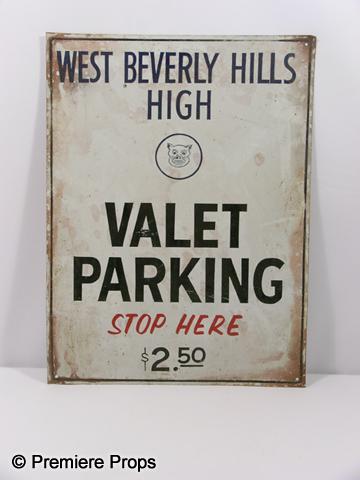 WEST BEVERLY HILLS
HIGH
VALET
PARKING
STOP HERE
$2.50
© Premiere Props